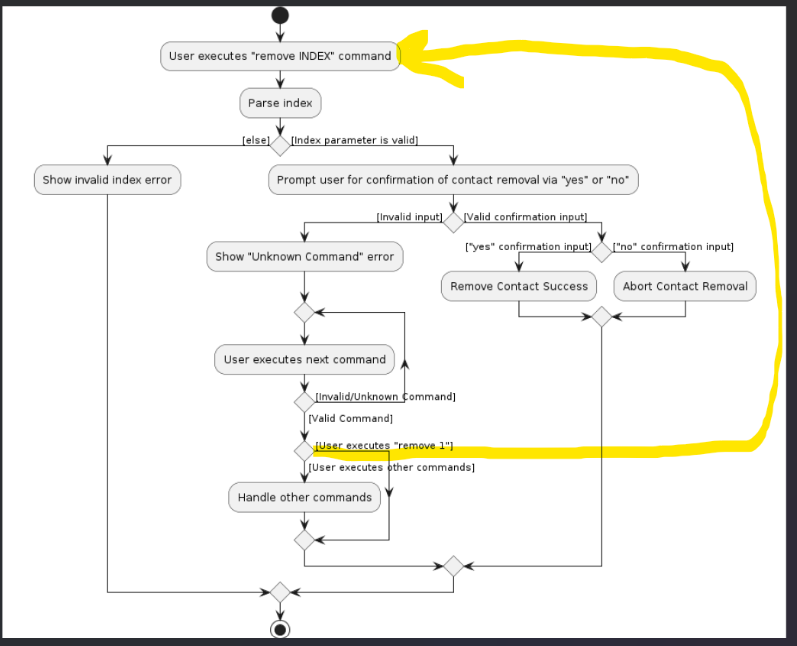 User executes "remove INDEX" command
Parse index
[else]
[Index parameter is valid]
Show invalid index error
Prompt user for confirmation of contact removal via "yes" or "no"
[Invalid input]
[Valid confirmation input]
Show "Unknown Command" error
["yes" confirmation input]
["no" confirmation input]
Remove Contact Success
Abort Contact Removal
User executes next command
[Invalid/Unknown Command]
[Valid Command]
[User executes "remove 1"]
[User executes other commands]
Handle other commands